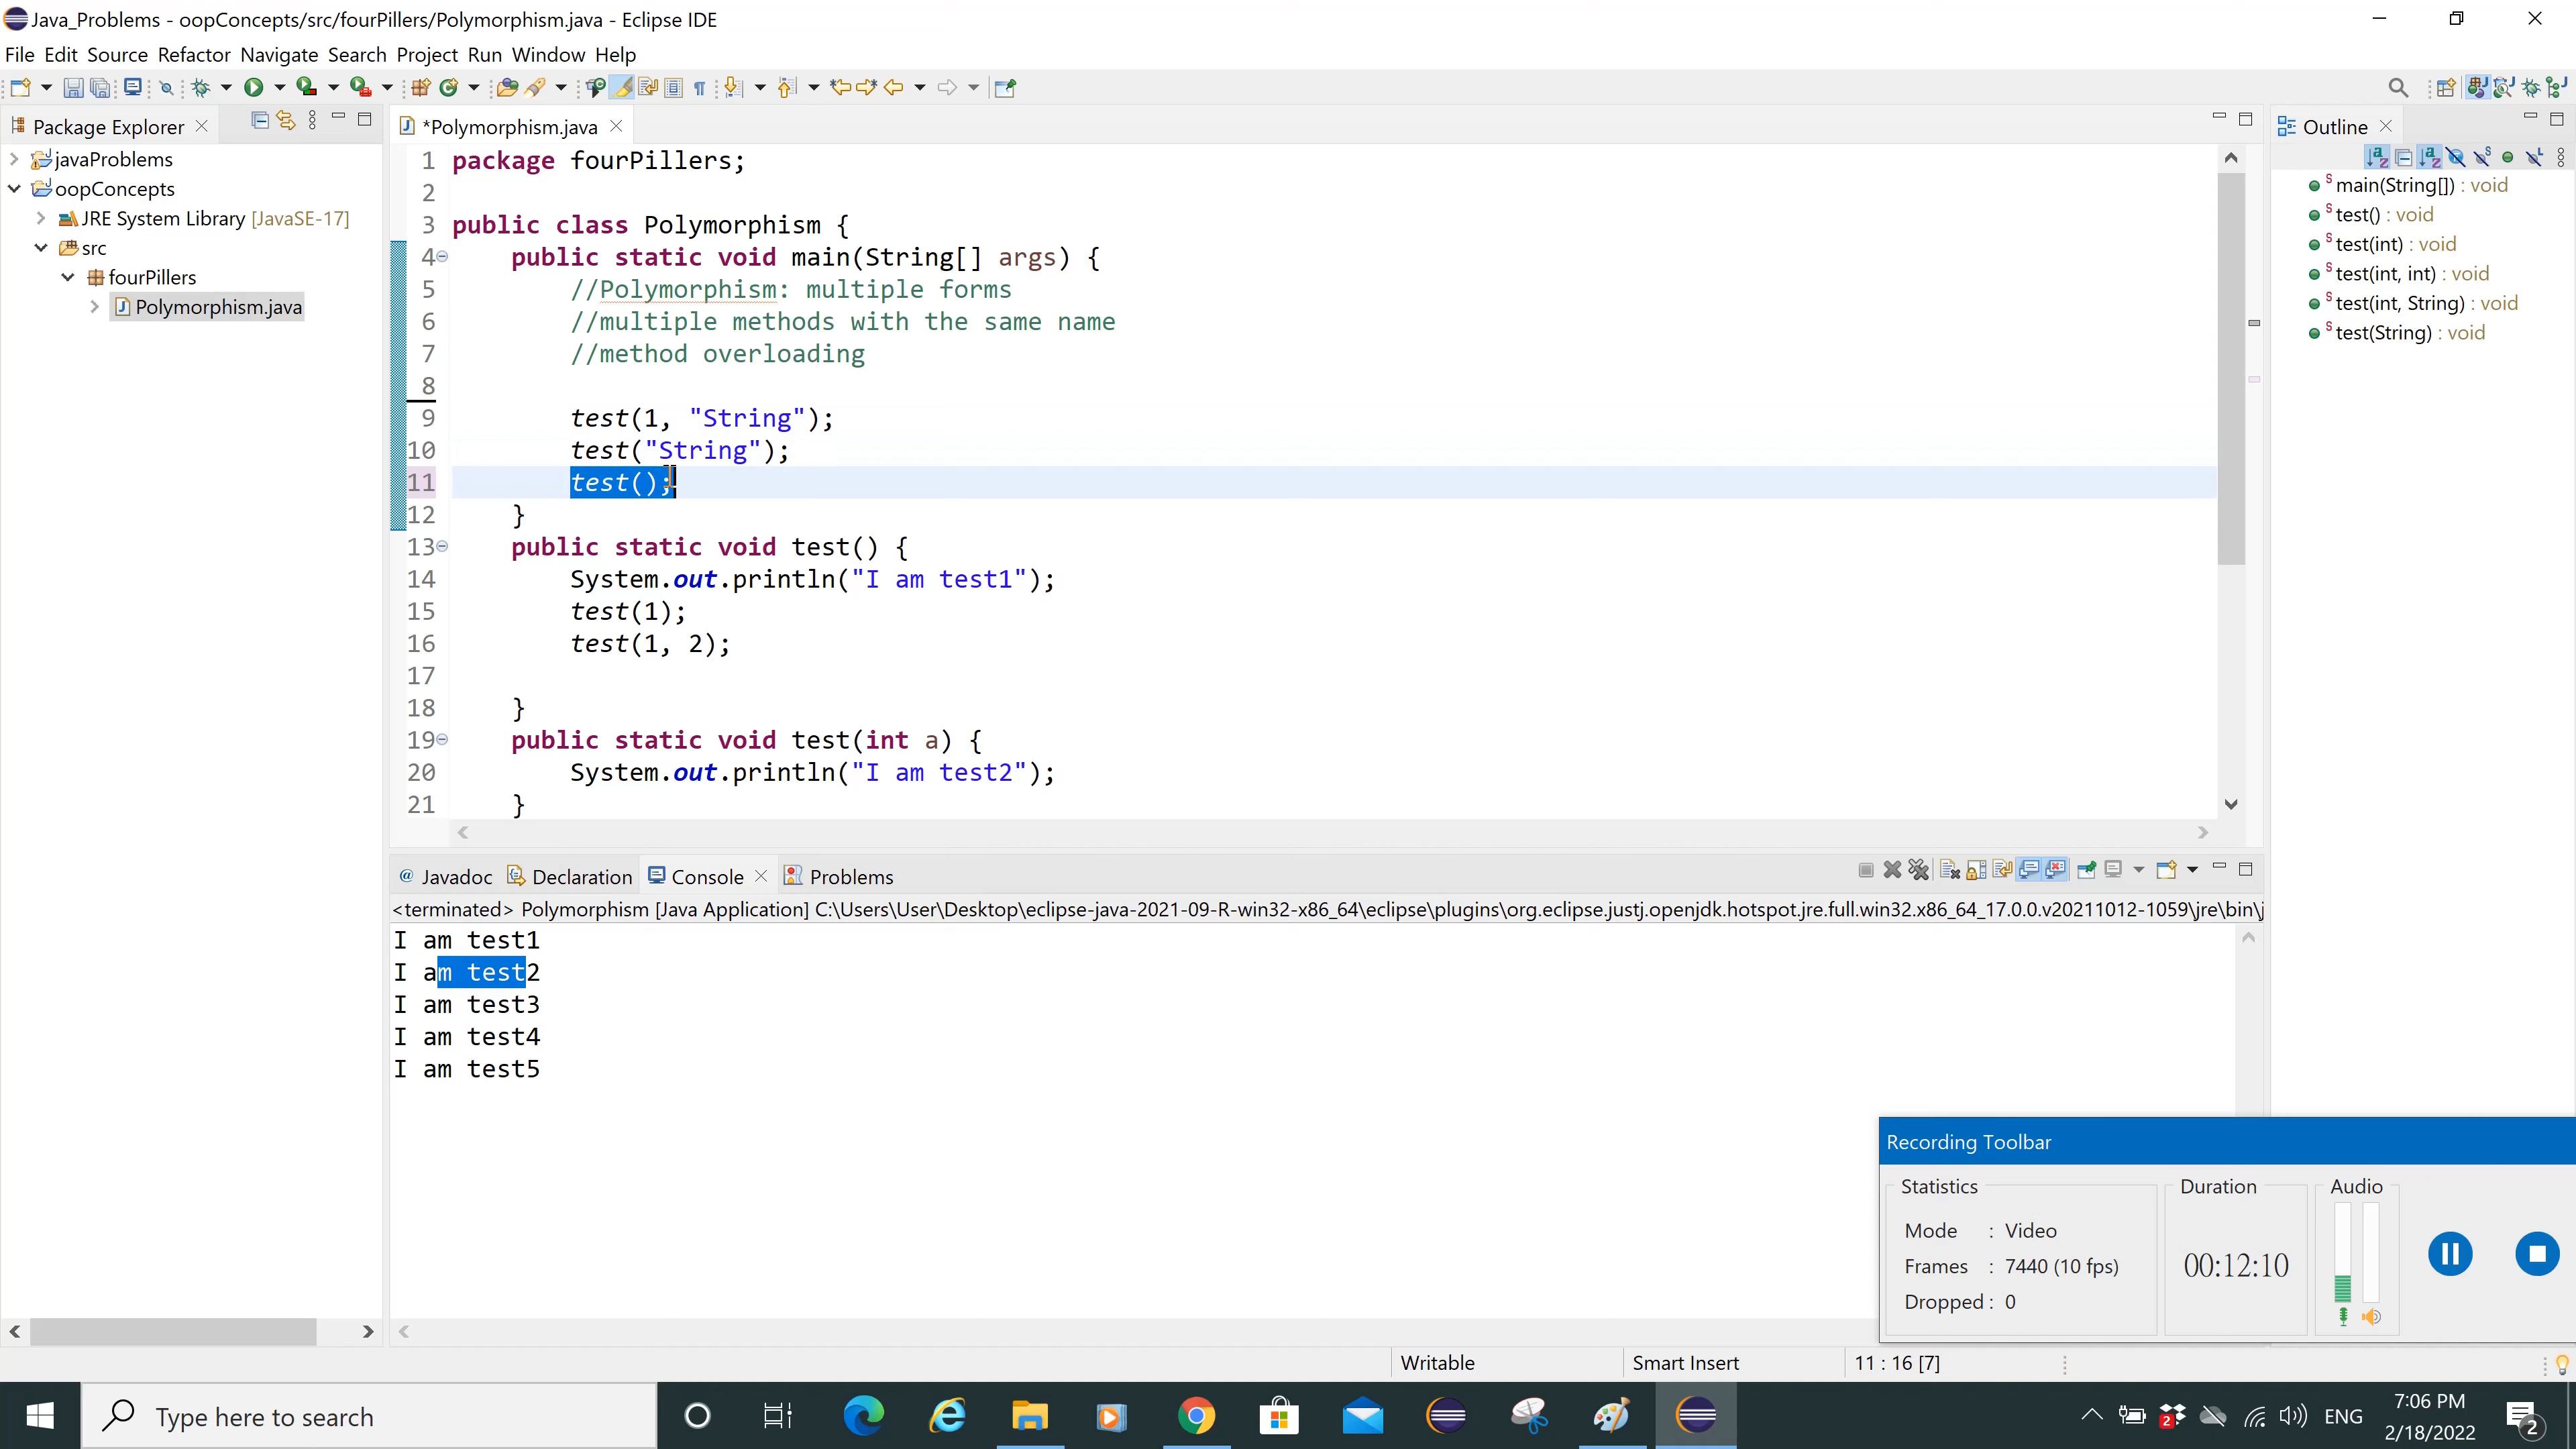 Java_Problems - oopConcepts/src/fourPillers/Polymorphism.java - Eclipse IDE
File Edit Source Refactor Navigate Search Project Run Window Help
Package Explorer
javaProblems
oopConcepts
JRE System Library [JavaSE-17]
src
fourPillers
Polymorphism.java
*Polymorphism.java
1 package fourPillers;
2
3 public class Polymorphism {
4 public static void main(String[] args) {
5 //Polymorphism: multiple forms
6 //multiple methods with the same name
7 //method overloading
8
9 test(1, "String");
10 test("String");
11 test();
12 }
13 public static void test() {
14 System.out.println("I am test1");
15 test(1);
16 test(1, 2);
17
18 }
19 public static void test(int a) {
20 System.out.println("I am test2");
21 }
Outline
main(String[]) : void
test() : void
test(int) : void
test(int, int) : void
test(int, String) : void
test(String) : void
Javadoc Declaration Console Problems
<terminated> Polymorphism [Java Application] C:\Users\User\Desktop\eclipse-java-2021-09-R-win32-x86_64\eclipse\plugins\org.eclipse.justj.openjdk.hotspot.jre.full.win32.x86_64_17.0.0.v20211012-1059\jre\bin\j
I am test1
I am test2
I am test3
I am test4
I am test5
Recording Toolbar
Statistics
Mode : Video
Frames : 7440 (10 fps)
Dropped : 0
Duration
00:12:10
Audio
Writable
Smart Insert
11 : 16 [7]
Type here to search
2
ENG
7:06 PM
2/18/2022
2